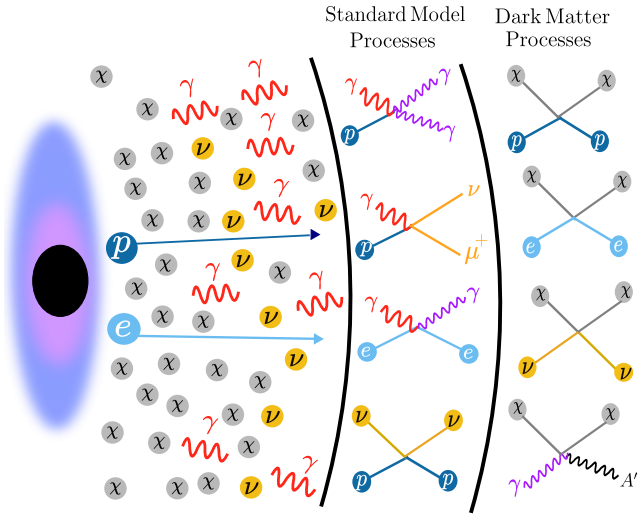 Standard Model
Processes
Dark Matter
Processes
χ γ γ
χ χ γ χ
χ χ ν
χ χ ν γ χ
χ χ ν ν
p
χ γ ν χ γ
χ
e χ χ ν
χ χ χ χ ν
χ χ χ ν
χ χ γ χ
χ χ χ ν γ
γ γ
p γ
γ ν
p μ⁺
γ γ
e e
ν ν
p p
χ χ
p p
χ χ
e e
χ χ
ν ν
χ χ
γ A′